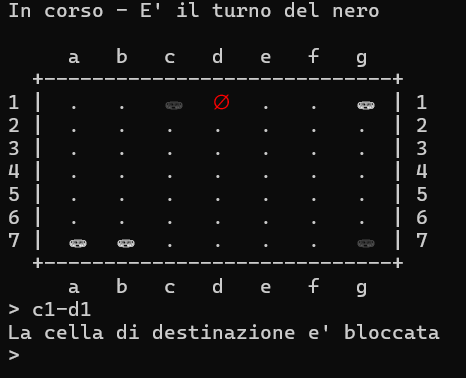 In corso - E' il turno del nero
a b c d e f g
+------------------------------+
1 | . . ⛂ ∅ . . ⛂ | 1
2 | . . . . . . . | 2
3 | . . . . . . . | 3
4 | . . . . . . . | 4
5 | . . . . . . . | 5
6 | . . . . . . . | 6
7 | ⛂ ⛂ . . . . ⛂ | 7
+------------------------------+
a b c d e f g
> c1-d1
La cella di destinazione e' bloccata
>